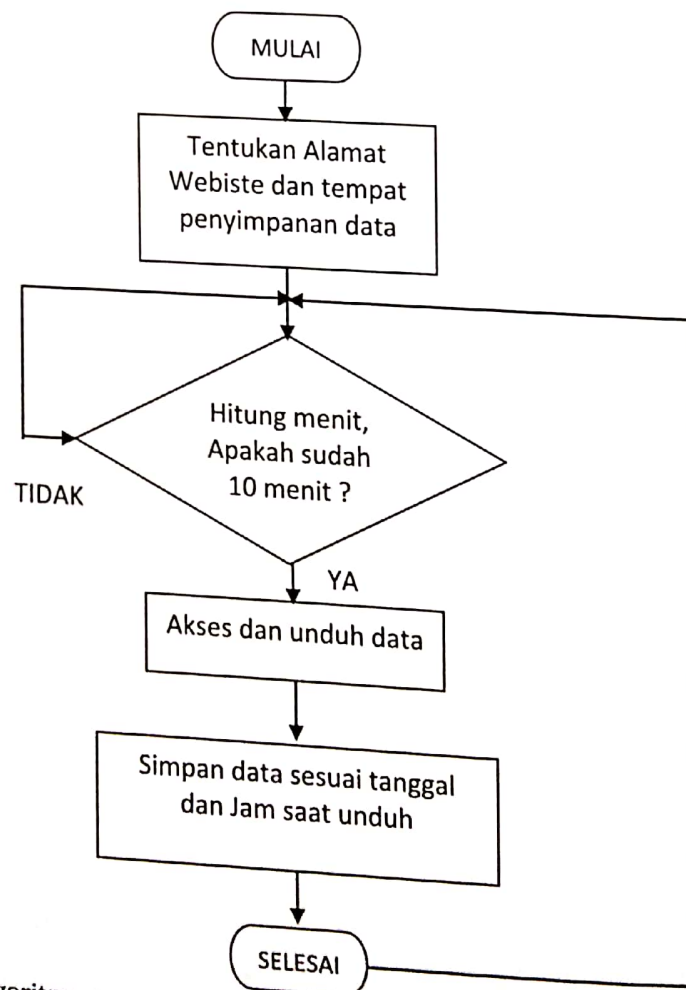 MULAI
Tentukan Alamat
Webiste dan tempat
penyimpanan data
Hitung menit,
Apakah sudah
10 menit ?
TIDAK
YA
Akses dan unduh data
Simpan data sesuai tanggal
dan Jam saat unduh
SELESAI